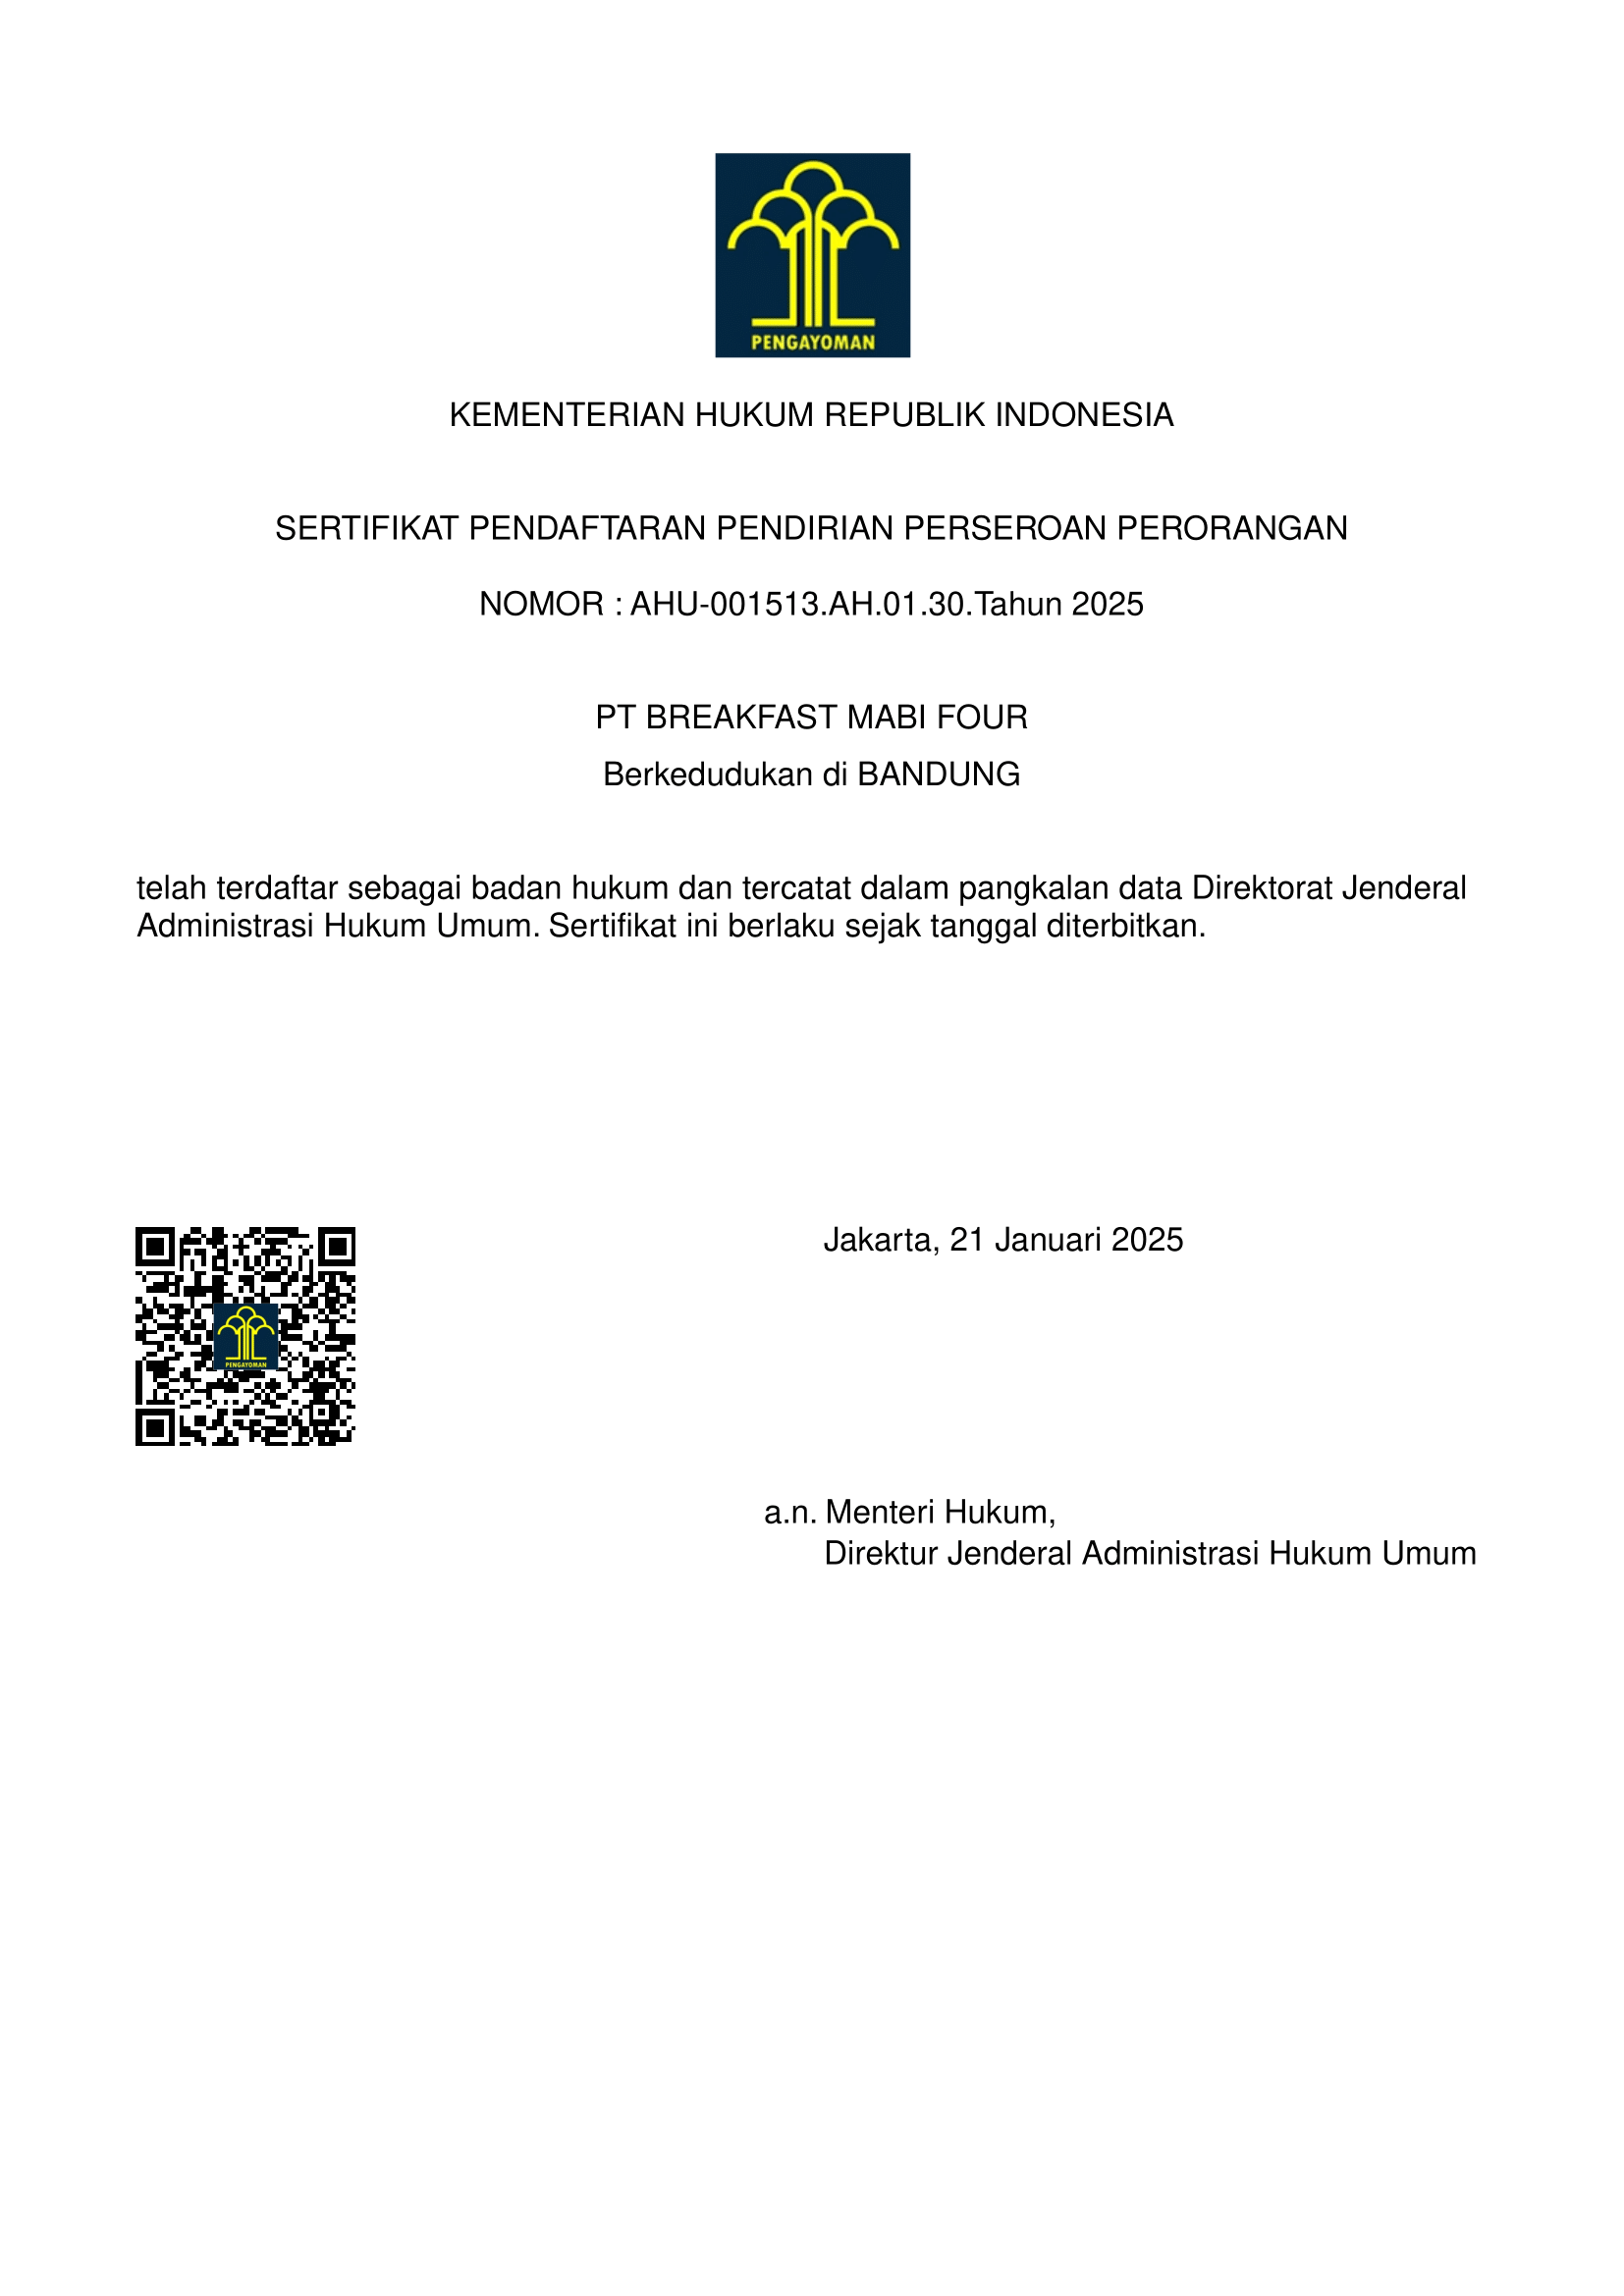 PENGAYOMAN
KEMENTERIAN HUKUM REPUBLIK INDONESIA
SERTIFIKAT PENDAFTARAN PENDIRIAN PERSEROAN PERORANGAN
NOMOR : AHU-001513.AH.01.30.Tahun 2025
PT BREAKFAST MABI FOUR
Berkedudukan di BANDUNG
telah terdaftar sebagai badan hukum dan tercatat dalam pangkalan data Direktorat Jenderal
Administrasi Hukum Umum. Sertifikat ini berlaku sejak tanggal diterbitkan.
Jakarta, 21 Januari 2025
PENGAYOMAN
a.n. Menteri Hukum,
Direktur Jenderal Administrasi Hukum Umum